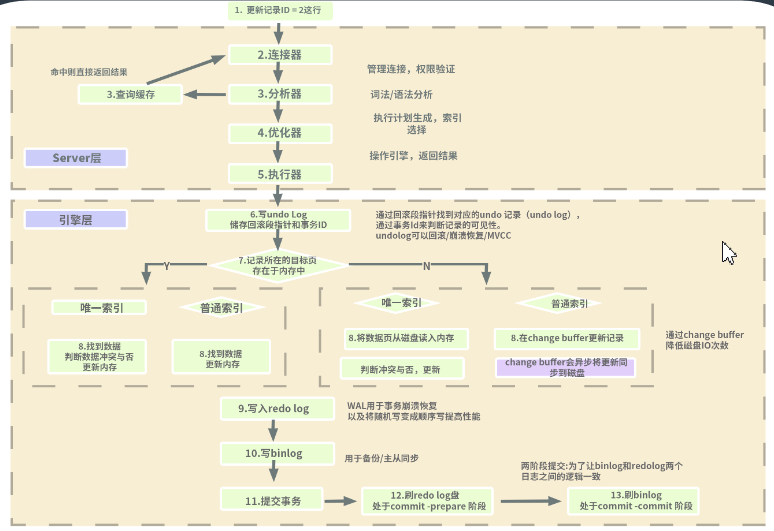 1. 更新记录ID＝2这行
2.连接器
管理连接，权限验证
命中则直接返回结果
3.查询缓存
3.分析器
词法/语法分析
4.优化器
执行计划生成，索引
选择
Server层
操作引擎，返回结果
5.执行器
引擎层
6.写undo Log
储存回滚段指针和事务ID
通过回滚段指针找到对应的undo 记录（undo log），
通过事务Id来判断记录的可见性。
undolog可以回滚/崩溃恢复/MVCC
7.记录所在的目标页
存在于内存中
Y
N
唯一索引
普通索引
唯一索引
普通索引
8.找到数据
判断数据冲突与否
更新内存
8.找到数据
更新内存
8.将数据页从磁盘读入内存
判断冲突与否，更新
8.在change buffer更新记录
change buffer会异步将更新同
步到磁盘
通过change buffer
降低磁盘IO次数
9.写入redo log
WAL用于事务崩溃恢复
以及将随机写变成顺序写提高性能
10.写binlog
用于备份/主从同步
两阶段提交:为了让binlog和redolog两个
日志之间的逻辑一致
11.提交事务
12.刷redo log盘
处于commit -prepare 阶段
13.刷binlog
处于commit -commit 阶段